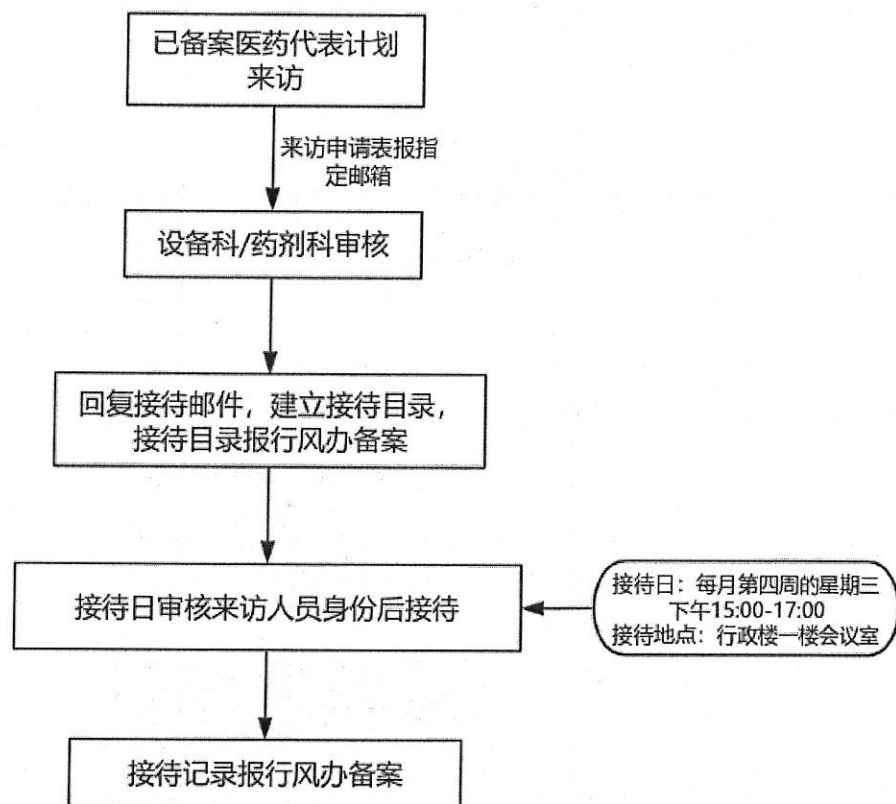 已备案医药代表计划
来访
来访申请表报指
定邮箱
设备科/药剂科审核
回复接待邮件，建立接待目录，
接待目录报行风办备案
接待日审核来访人员身份后接待
接待日：每月第四周的星期三
下午15:00-17:00
接待地点：行政楼一楼会议室
接待记录报行风办备案